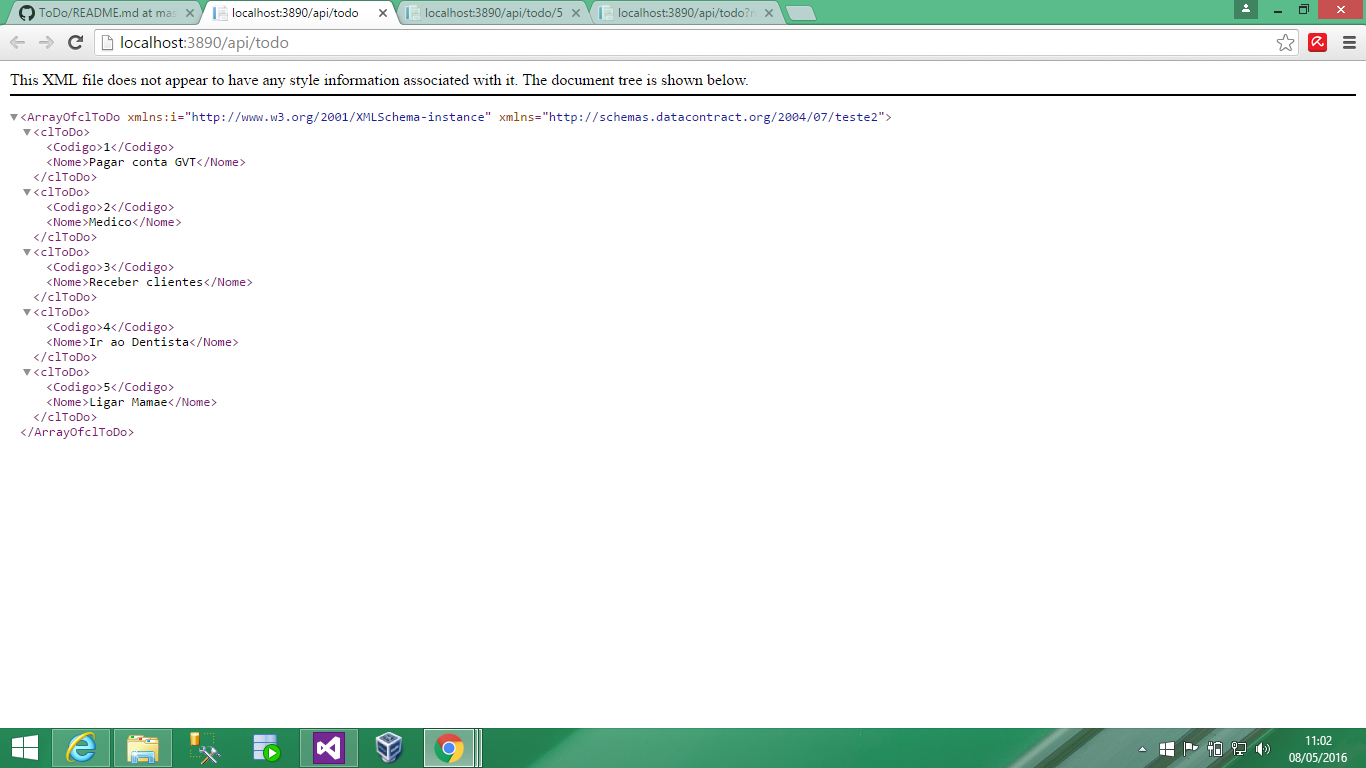 ToDo/README.md at mas
localhost:3890/api/todo
localhost:3890/api/todo/5
localhost:3890/api/todo?n
localhost:3890/api/todo
This XML file does not appear to have any style information associated with it. The document tree is shown below.
<ArrayOfclToDo xmlns:i="http://www.w3.org/2001/XMLSchema-instance" xmlns="http://schemas.datacontract.org/2004/07/teste2">
<clToDo>
<Codigo>1</Codigo>
<Nome>Pagar conta GVT</Nome>
</clToDo>
<clToDo>
<Codigo>2</Codigo>
<Nome>Medico</Nome>
</clToDo>
<clToDo>
<Codigo>3</Codigo>
<Nome>Receber clientes</Nome>
</clToDo>
<clToDo>
<Codigo>4</Codigo>
<Nome>Ir ao Dentista</Nome>
</clToDo>
<clToDo>
<Codigo>5</Codigo>
<Nome>Ligar Mamae</Nome>
</clToDo>
</ArrayOfclToDo>
11:02
08/05/2016